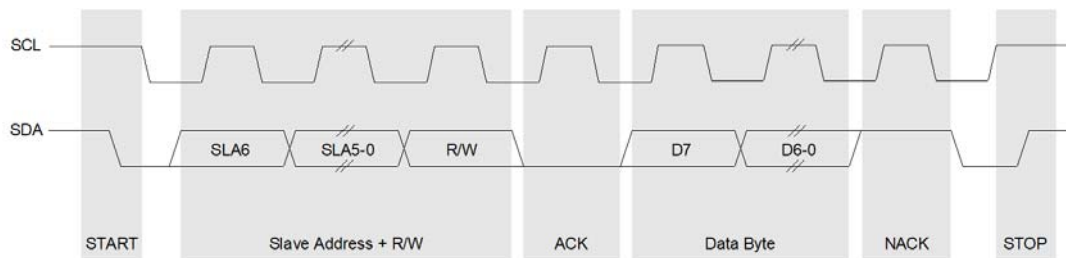 SCL
SDA
SLA6 SLA5-0 R/W D7 D6-0
START Slave Address + R/W ACK Data Byte NACK STOP